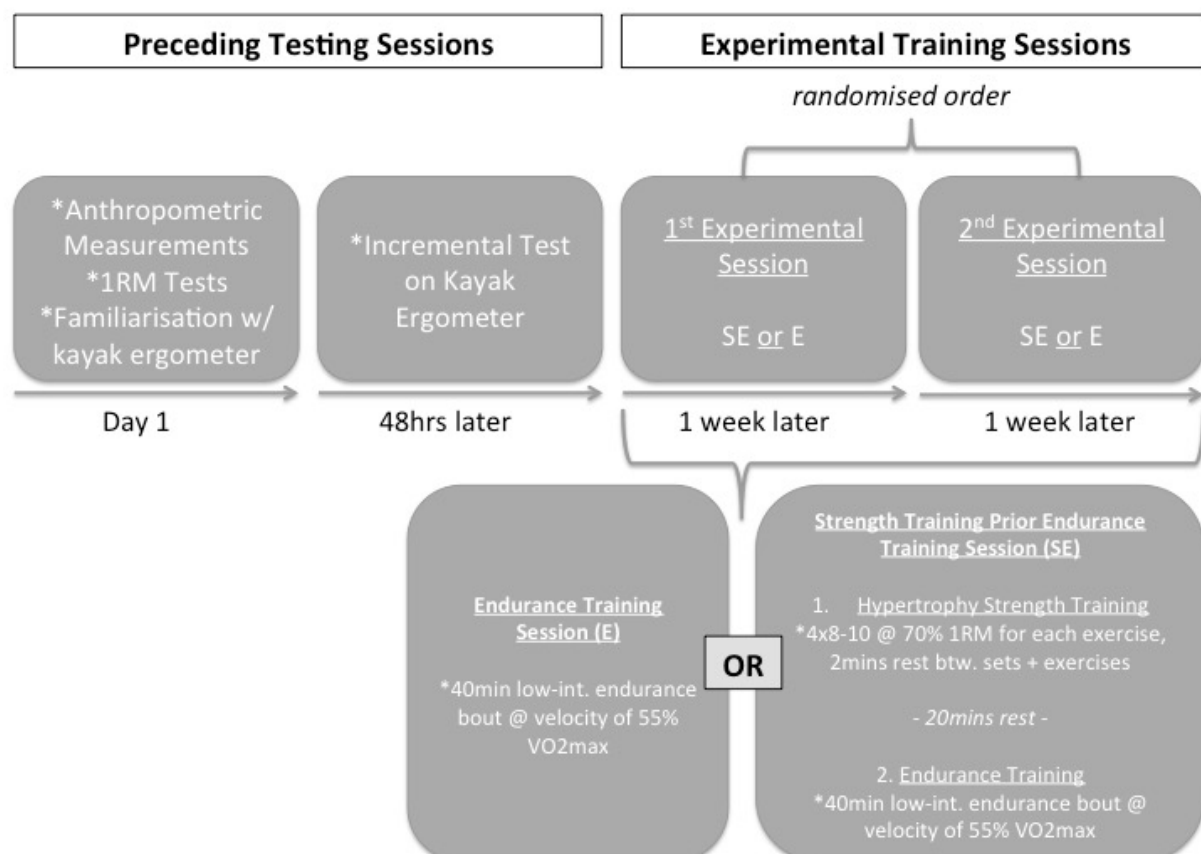 Preceding Testing Sessions
Experimental Training Sessions
randomised order
*Anthropometric
Measurements
*1RM Tests
*Familiarisation w/
kayak ergometer
*Incremental Test
on Kayak
Ergometer
1st Experimental
Session
SE or E
2nd Experimental
Session
SE or E
Day 1
48hrs later
1 week later
1 week later
Endurance Training
Session (E)
*40min low-int. endurance
bout @ velocity of 55%
VO2max
OR
Strength Training Prior Endurance
Training Session (SE)
1. Hypertrophy Strength Training
*4x8-10 @ 70% 1RM for each exercise,
2mins rest btw. sets + exercises
- 20mins rest -
2. Endurance Training
*40min low-int. endurance bout @
velocity of 55% VO2max